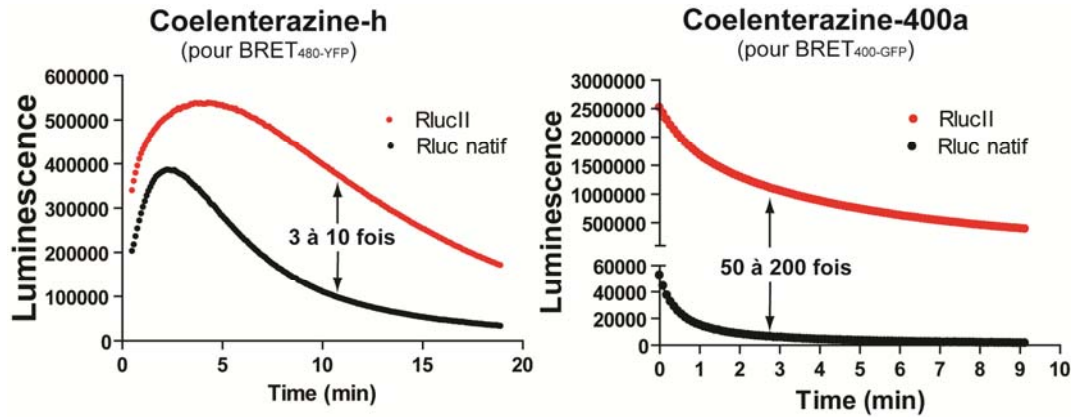 Coelenterazine-h
(pour BRET480-YFP)
600000
500000
400000
300000
200000
100000
0
Luminescence
RlucII
Rluc natif
3 à 10 fois
0
5
10
15
20
Time (min)
Coelenterazine-400a
(pour BRET400-GFP)
3000000
2500000
2000000
1500000
1000000
500000
60000
40000
20000
0
Luminescence
RlucII
Rluc natif
50 à 200 fois
0
1
2
3
4
5
6
7
8
9
10
Time (min)